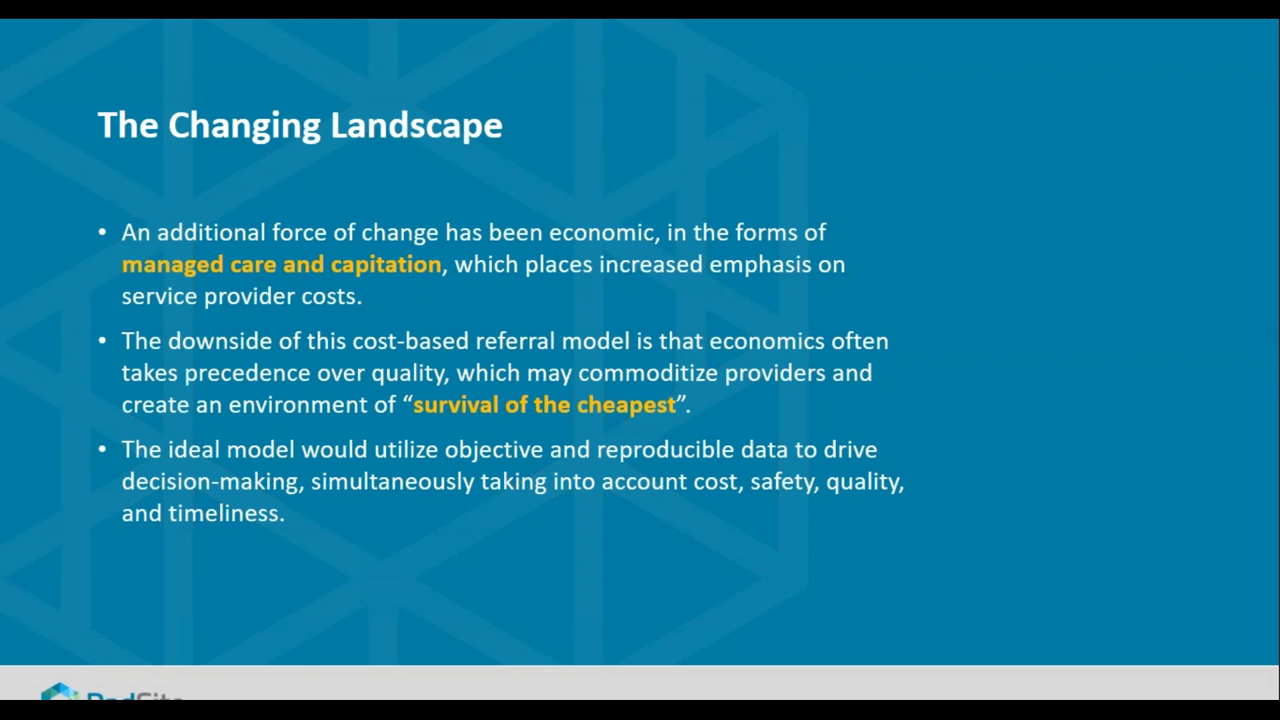 The Changing Landscape
• An additional force of change has been economic, in the forms of
managed care and capitation, which places increased emphasis on
service provider costs.
• The downside of this cost-based referral model is that economics often
takes precedence over quality, which may commoditize providers and
create an environment of “survival of the cheapest”.
• The ideal model would utilize objective and reproducible data to drive
decision-making, simultaneously taking into account cost, safety, quality,
and timeliness.